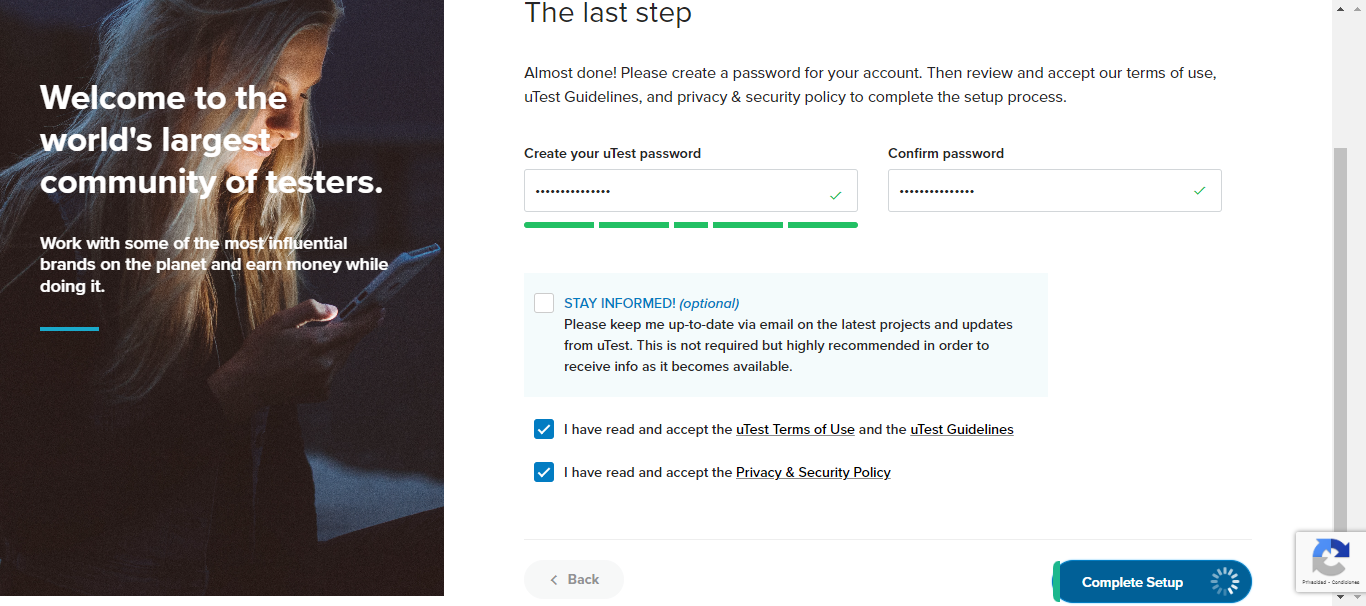 Welcome to the
world's largest
community of testers.
Work with some of the most influential
brands on the planet and earn money while
doing it.
The last step
Almost done! Please create a password for your account. Then review and accept our terms of use,
uTest Guidelines, and privacy & security policy to complete the setup process.
Create your uTest password
Confirm password
•••••••••••••••
•••••••••••••••
STAY INFORMED! (optional)
Please keep me up-to-date via email on the latest projects and updates
from uTest. This is not required but highly recommended in order to
receive info as it becomes available.
I have read and accept the uTest Terms of Use and the uTest Guidelines
I have read and accept the Privacy & Security Policy
Back
Complete Setup
Privacidad - Condiciones